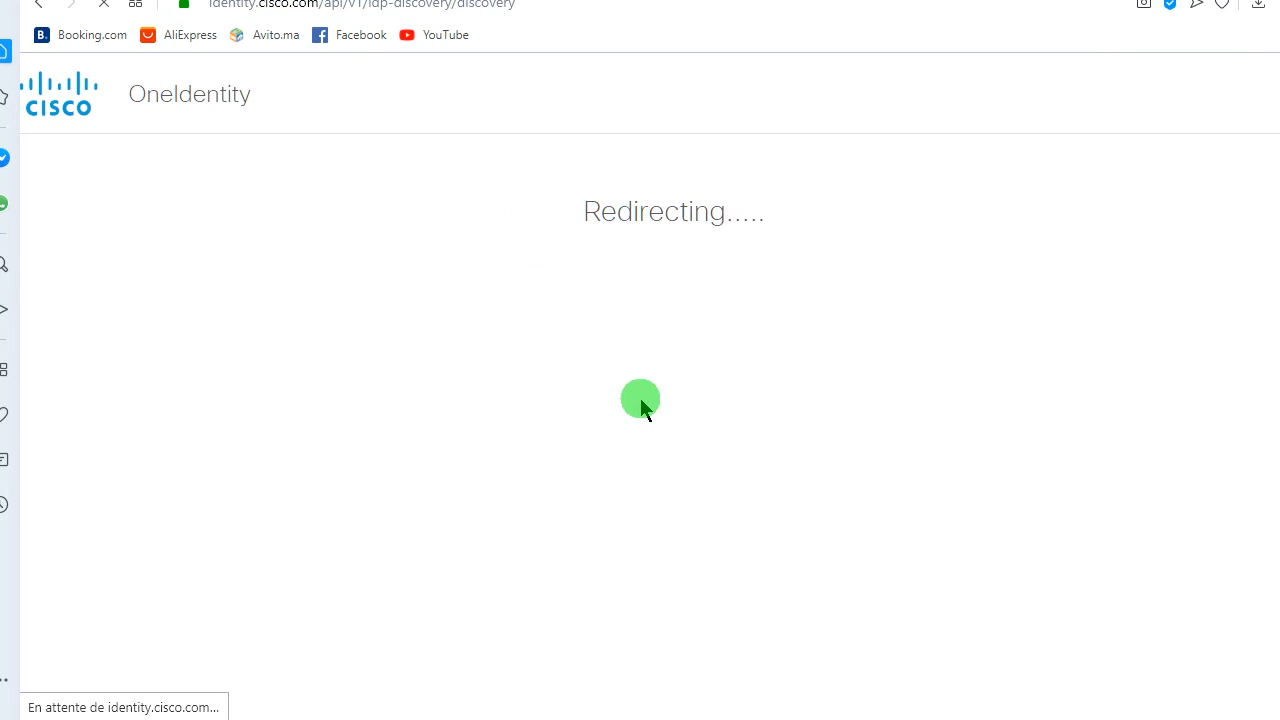 identity.cisco.com/api/v1/idp-discovery/discovery
B. Booking.com AliExpress Avito.ma Facebook YouTube
CISCO OneIdentity
Redirecting.....
En attente de identity.cisco.com...